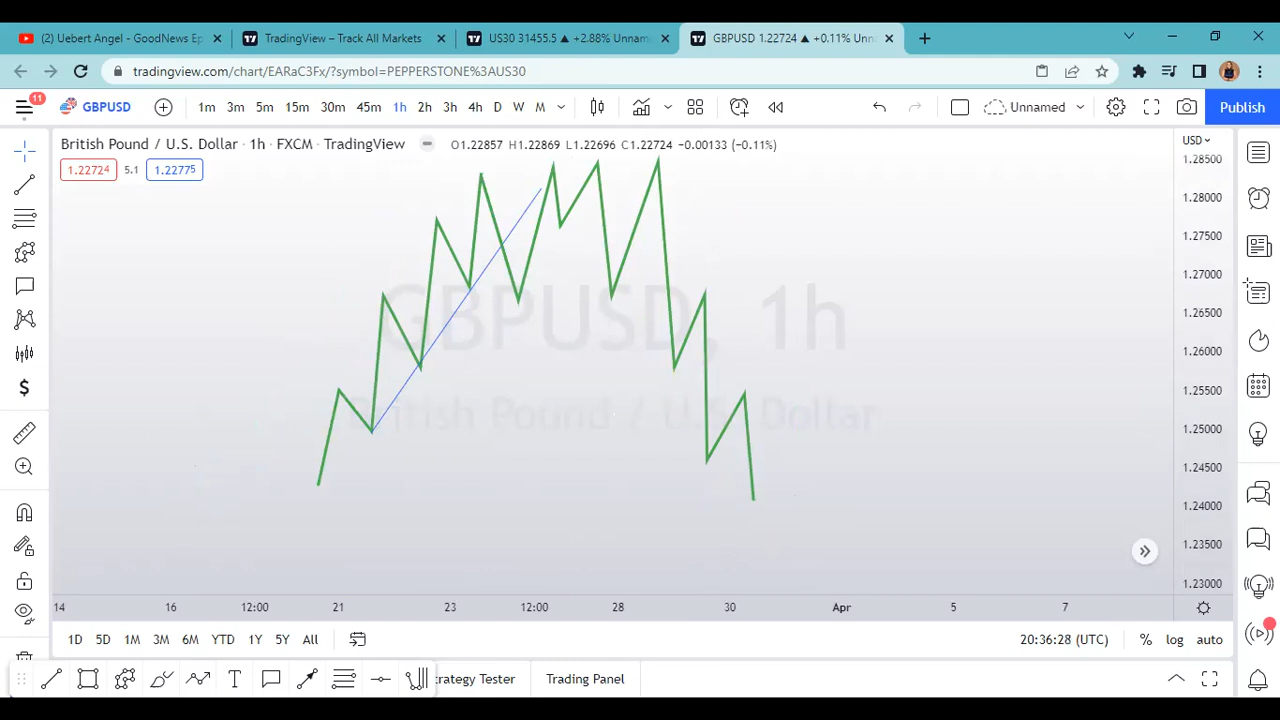 (2) Uebert Angel - GoodNews Ep
TradingView – Track All Markets
US30 31455.5 ▲ +2.88% Unnam
GBPUSD 1.22724 ▲ +0.11% Unn
tradingview.com/chart/EARaC3Fx/?symbol=PEPPERSTONE%3AUS30
11
GBPUSD
1m 3m 5m 15m 30m 45m 1h 2h 3h 4h D W M
Unnamed
Publish
British Pound / U.S. Dollar · 1h · FXCM · TradingView
O1.22857 H1.22869 L1.22696 C1.22724 −0.00133 (−0.11%)
USD
1.22724 5.1 1.22775
1.28500
1.28000
1.27500
1.27000
1.26500
1.26000
1.25500
1.25000
1.24500
1.24000
1.23500
1.23000
GBPUSD, 1h
British Pound / U.S. Dollar
14 16 12:00 21 23 12:00 28 30 Apr 5 7
1D 5D 1M 3M 6M YTD 1Y 5Y All
20:36:28 (UTC) % log auto
trategy Tester
Trading Panel